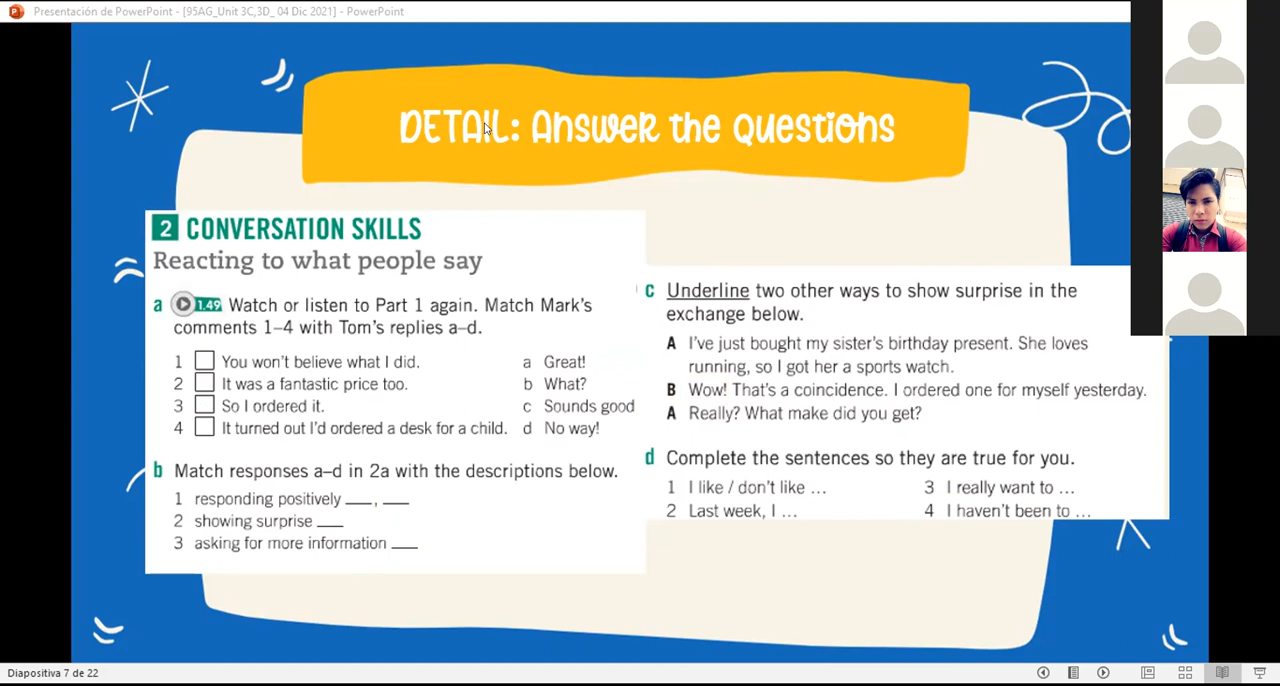 Presentación de PowerPoint - [95AG_Unit 3C,3D_ 04 Dic 2021] - PowerPoint
DETAIL: Answer the questions
2 CONVERSATION SKILLS
Reacting to what people say
a 1.49 Watch or listen to Part 1 again. Match Mark's
comments 1–4 with Tom's replies a–d.
1 You won't believe what I did. a Great!
2 It was a fantastic price too. b What?
3 So I ordered it. c Sounds good
4 It turned out I'd ordered a desk for a child. d No way!
b Match responses a–d in 2a with the descriptions below.
1 responding positively ___, ___
2 showing surprise ___
3 asking for more information ___
c Underline two other ways to show surprise in the
exchange below.
A I've just bought my sister's birthday present. She loves
running, so I got her a sports watch.
B Wow! That's a coincidence. I ordered one for myself yesterday.
A Really? What make did you get?
d Complete the sentences so they are true for you.
1 I like / don't like ... 3 I really want to ...
2 Last week, I ... 4 I haven't been to ...
Diapositiva 7 de 22